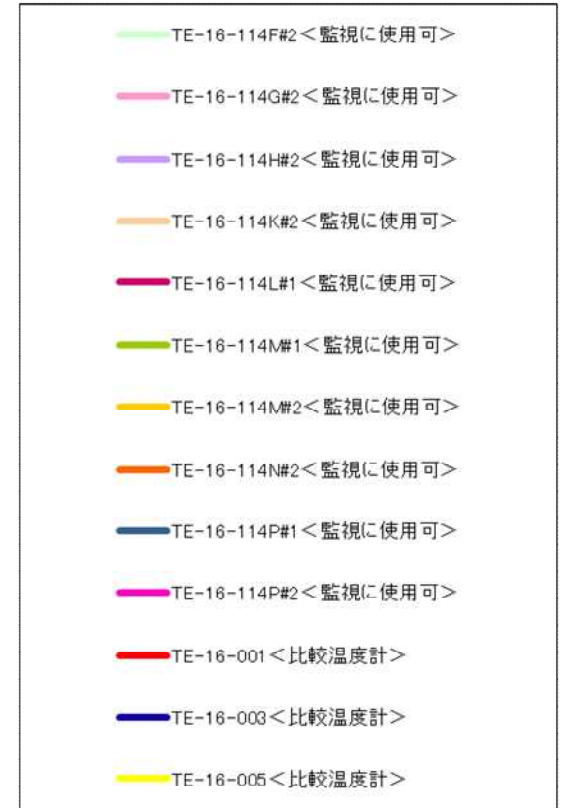 TE-16-114F#2<監視に使用可>
TE-16-114G#2<監視に使用可>
TE-16-114H#2<監視に使用可>
TE-16-114K#2<監視に使用可>
TE-16-114L#1<監視に使用可>
TE-16-114M#1<監視に使用可>
TE-16-114M#2<監視に使用可>
TE-16-114N#2<監視に使用可>
TE-16-114P#1<監視に使用可>
TE-16-114P#2<監視に使用可>
TE-16-001<比較温度計>
TE-16-003<比較温度計>
TE-16-005<比較温度計>